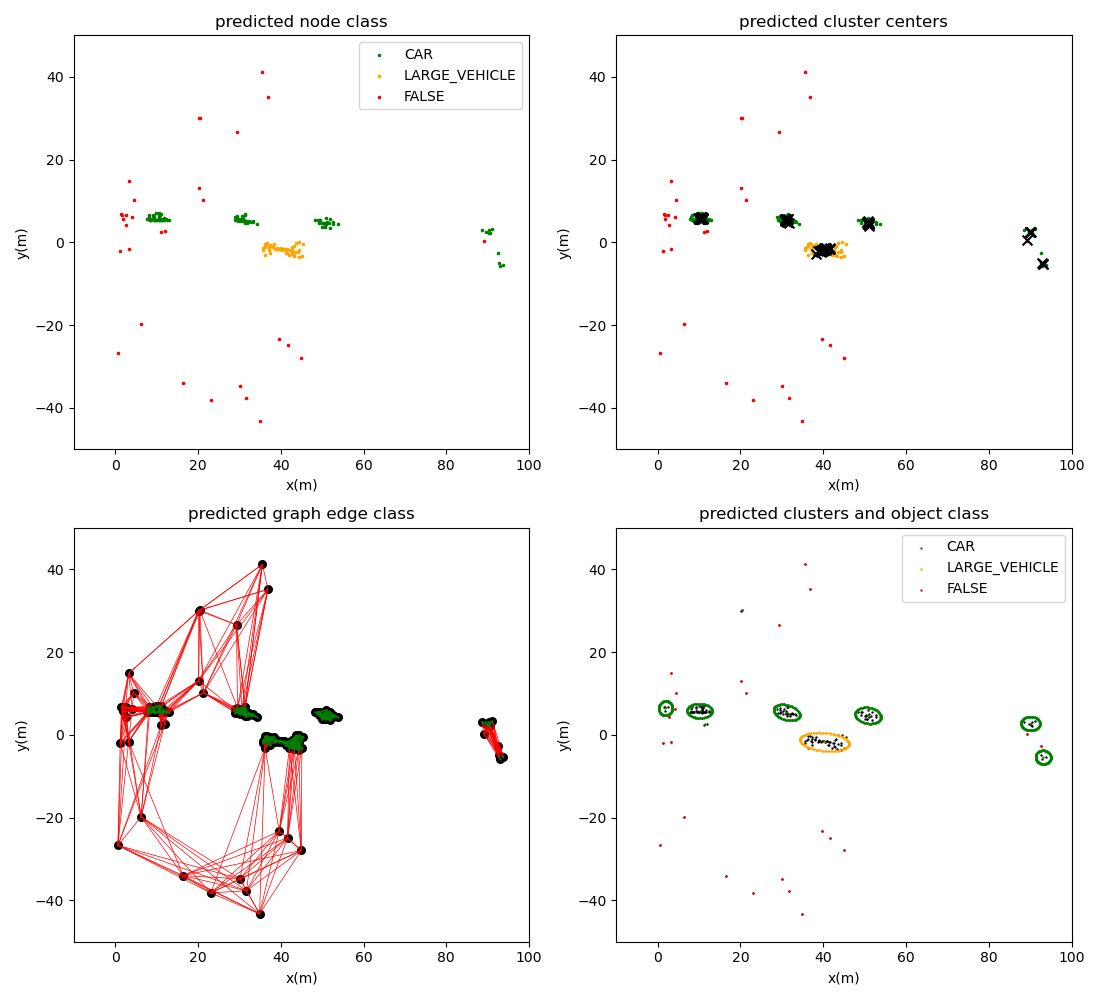 predicted node class
CAR
LARGE_VEHICLE
FALSE
40
20
0
−20
−40
y(m)
0 20 40 60 80 100
x(m)
predicted cluster centers
40
20
0
−20
−40
y(m)
0 20 40 60 80 100
x(m)
predicted graph edge class
40
20
0
−20
−40
y(m)
0 20 40 60 80 100
x(m)
predicted clusters and object class
CAR
LARGE_VEHICLE
FALSE
40
20
0
−20
−40
y(m)
0 20 40 60 80 100
x(m)